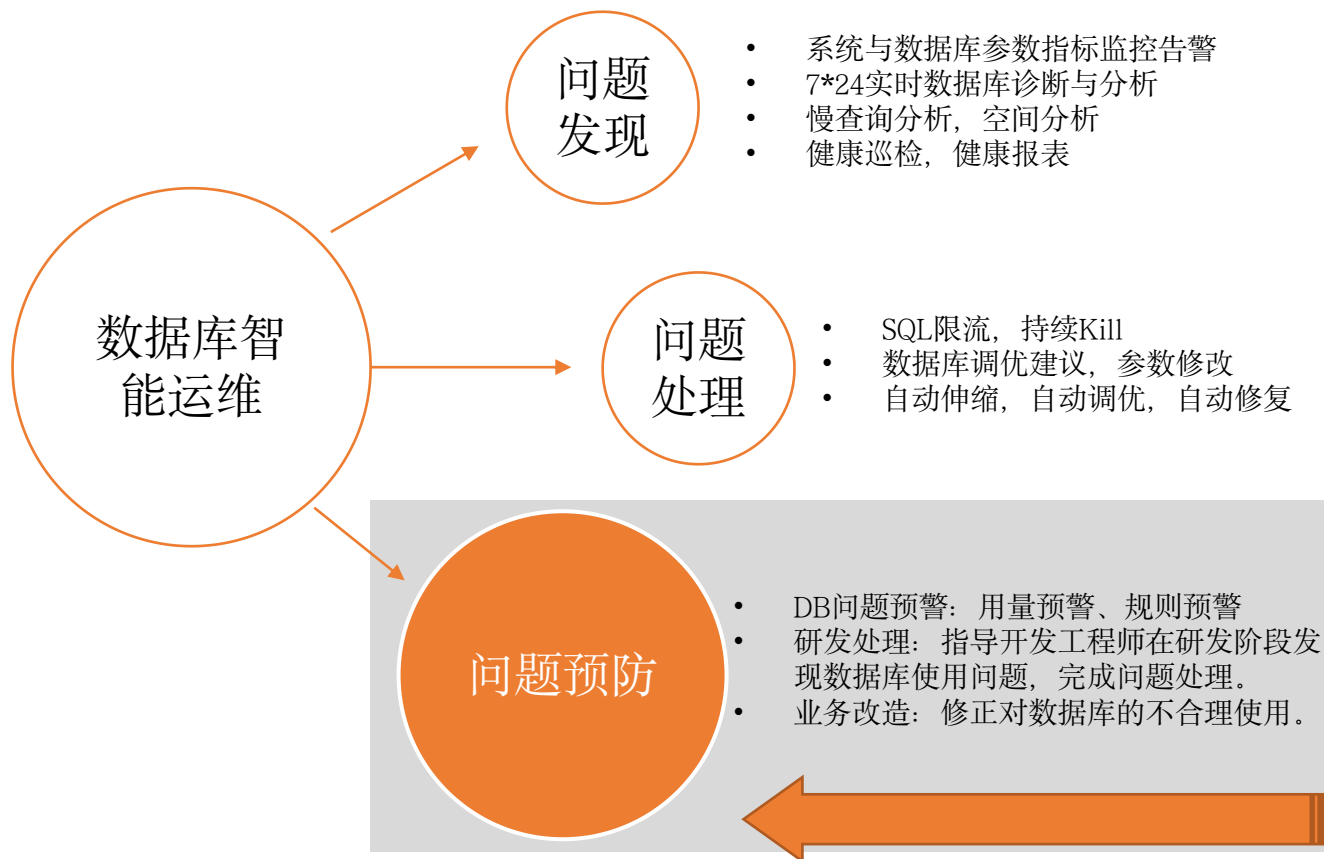 数据库智
能运维
问题
发现
• 系统与数据库参数指标监控告警
• 7*24实时数据库诊断与分析
• 慢查询分析，空间分析
• 健康巡检，健康报表
问题
处理
• SQL限流，持续Kill
• 数据库调优建议，参数修改
• 自动伸缩，自动调优，自动修复
问题预防
• DB问题预警：用量预警、规则预警
• 研发处理：指导开发工程师在研发阶段发
现数据库使用问题，完成问题处理。
• 业务改造：修正对数据库的不合理使用。